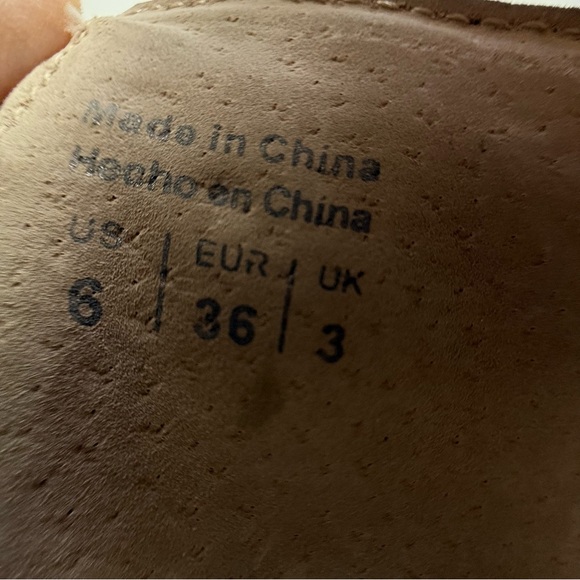 Made in China
Hecho en China
US | EUR | UK
6 | 36 | 3